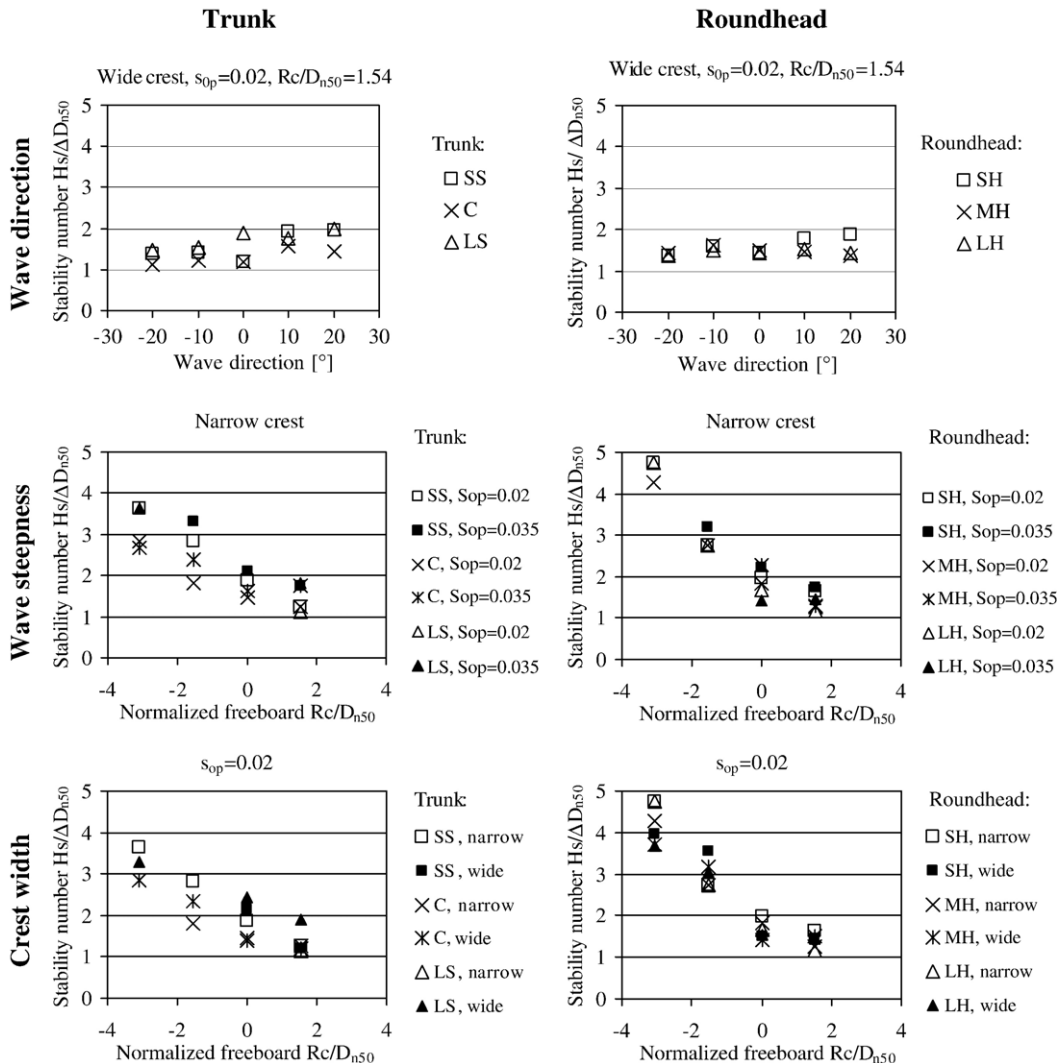 Trunk
Roundhead
Wave direction
Wide crest, s0p=0.02, Rc/Dn50=1.54
Stability number Hs/ΔDn50
5
4
3
2
1
0
-30 -20 -10 0 10 20 30
Wave direction [°]
Trunk:
SS
C
LS
Wide crest, s0p=0.02, Rc/Dn50=1.54
Stability number Hs/ ΔDn50
5
4
3
2
1
0
-30 -20 -10 0 10 20 30
Wave direction [°]
Roundhead:
SH
MH
LH
Wave steepness
Narrow crest
Stability number Hs/ΔDn50
5
4
3
2
1
0
-4 -2 0 2 4
Normalized freeboard Rc/Dn50
Trunk:
SS, Sop=0.02
SS, Sop=0.035
C, Sop=0.02
C, Sop=0.035
LS, Sop=0.02
LS, Sop=0.035
Narrow crest
Stability number Hs/ΔDn50
5
4
3
2
1
0
-4 -2 0 2 4
Normalized freeboard Rc/Dn50
Roundhead:
SH, Sop=0.02
SH, Sop=0.035
MH, Sop=0.02
MH, Sop=0.035
LH, Sop=0.02
LH, Sop=0.035
Crest width
sop=0.02
Stability number Hs/ΔDn50
5
4
3
2
1
0
-4 -2 0 2 4
Normalized freeboard Rc/Dn50
Trunk:
SS, narrow
SS, wide
C, narrow
C, wide
LS, narrow
LS, wide
sop=0.02
Stability number Hs/ΔDn50
5
4
3
2
1
0
-4 -2 0 2 4
Normalized freeboard Rc/Dn50
Roundhead:
SH, narrow
SH, wide
MH, narrow
MH, wide
LH, narrow
LH, wide